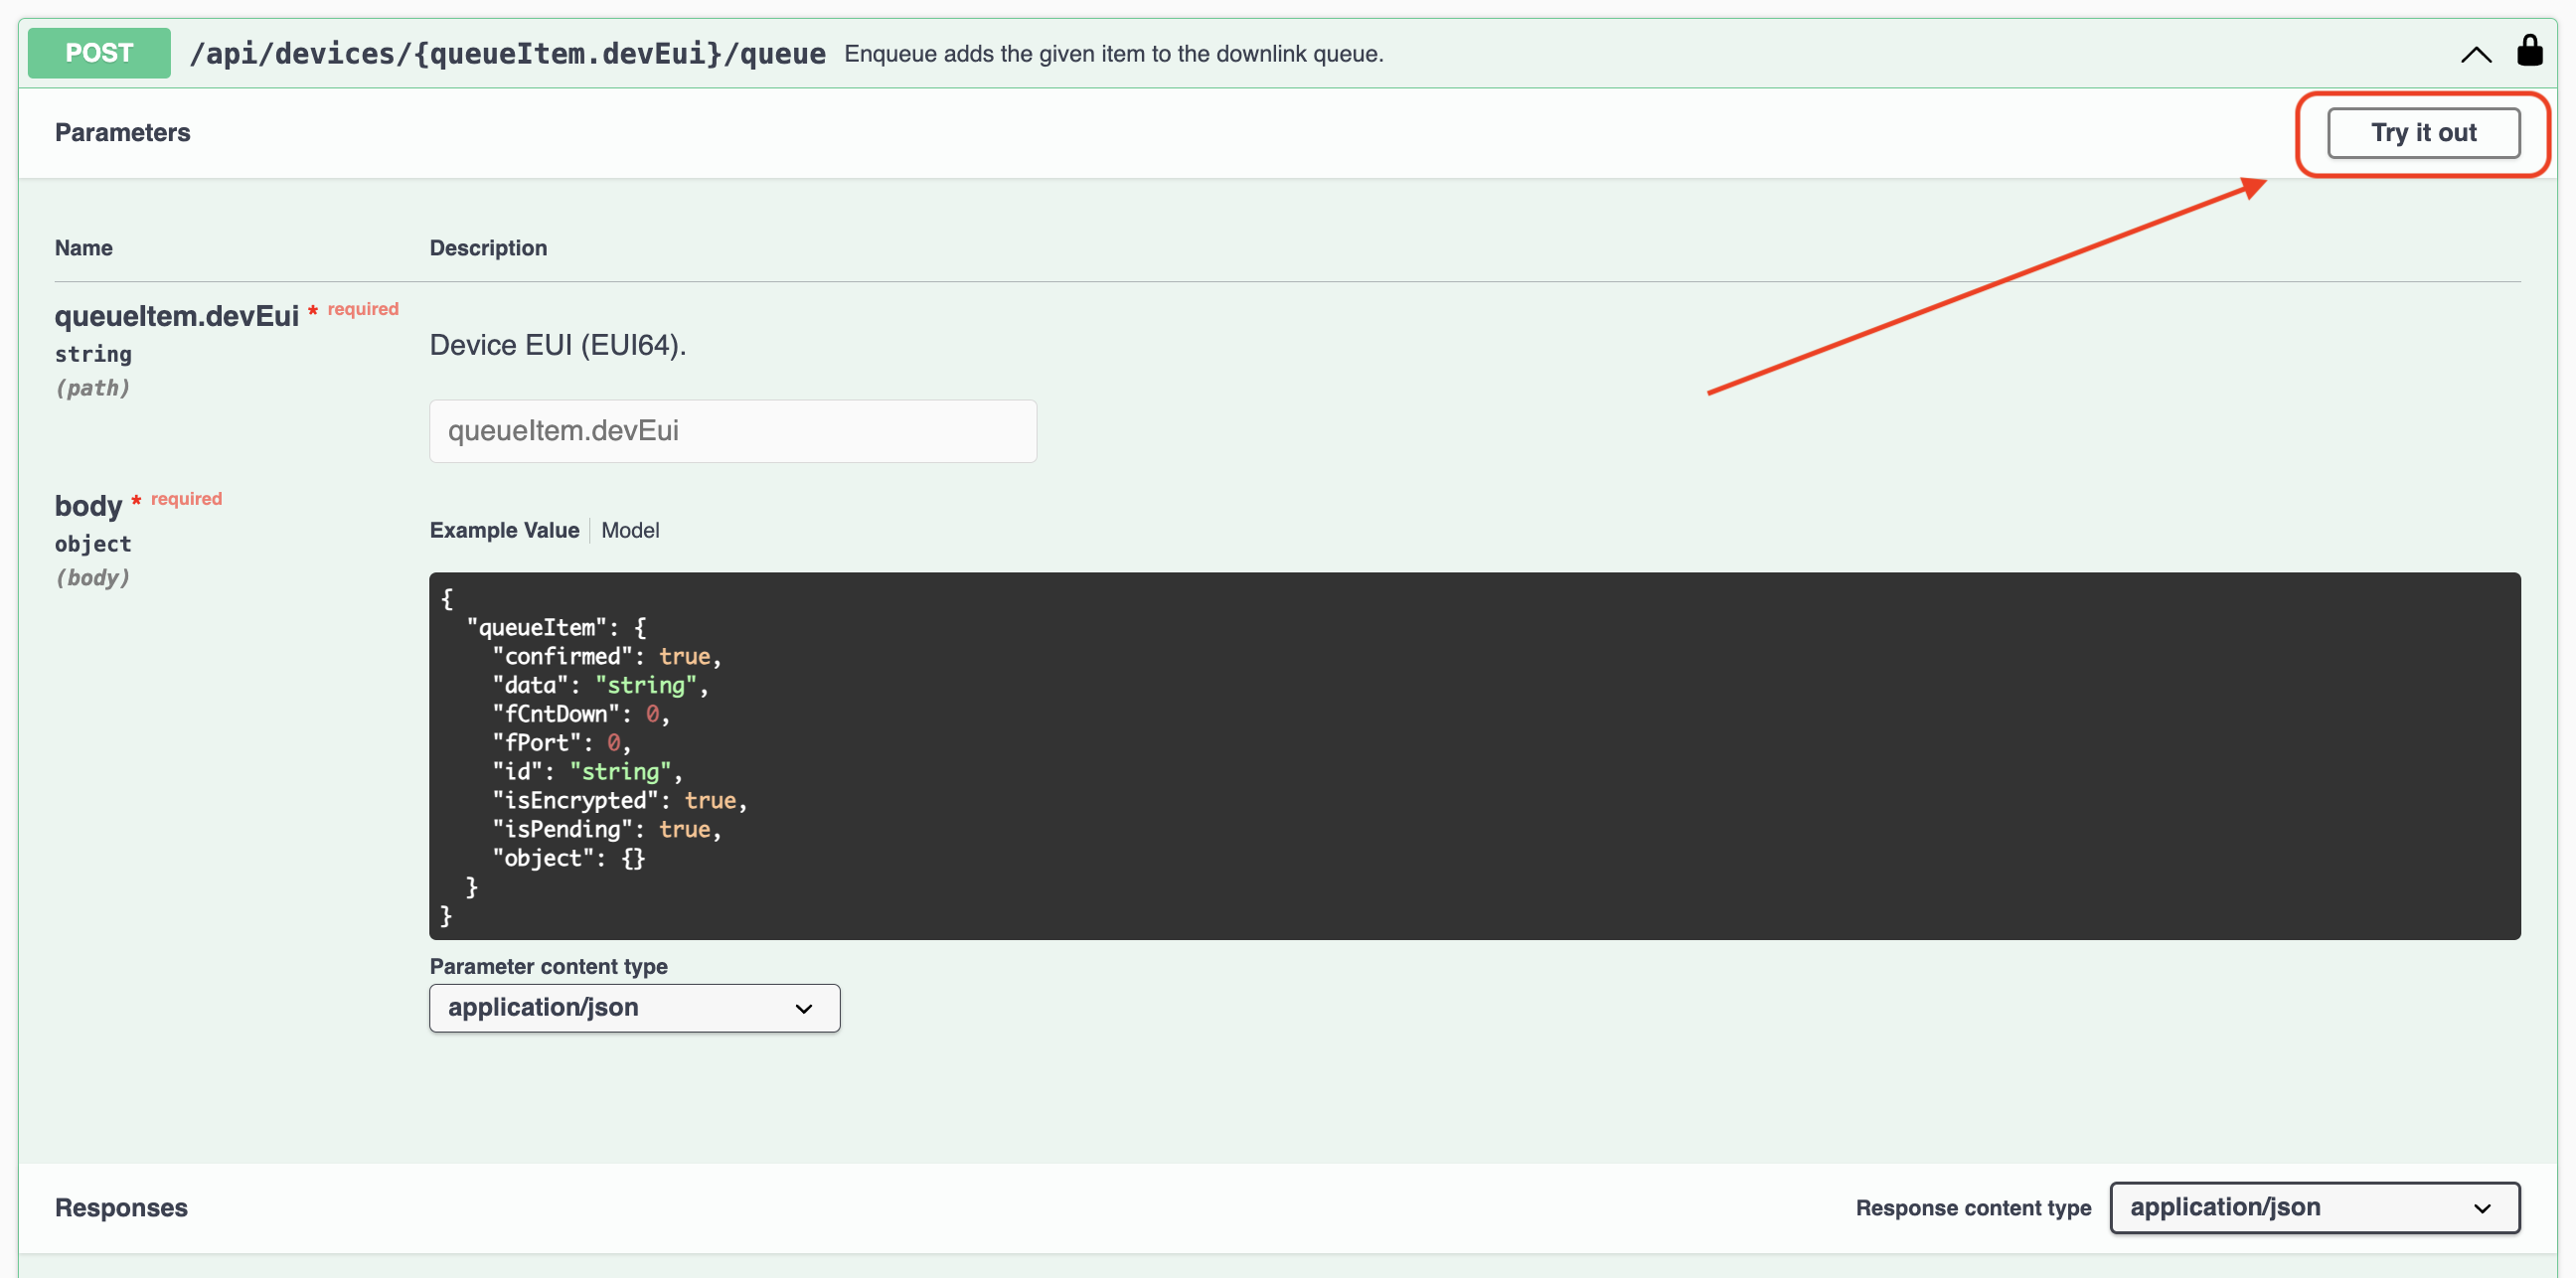 POST /api/devices/{queueItem.devEui}/queue Enqueue adds the given item to the downlink queue.
Parameters Try it out
Name Description
queueItem.devEui * required
string
(path)
Device EUI (EUI64).
queueItem.devEui
body * required
object
(body)
Example Value | Model
{
  "queueItem": {
    "confirmed": true,
    "data": "string",
    "fCntDown": 0,
    "fPort": 0,
    "id": "string",
    "isEncrypted": true,
    "isPending": true,
    "object": {}
  }
}
Parameter content type
application/json
Responses Response content type application/json